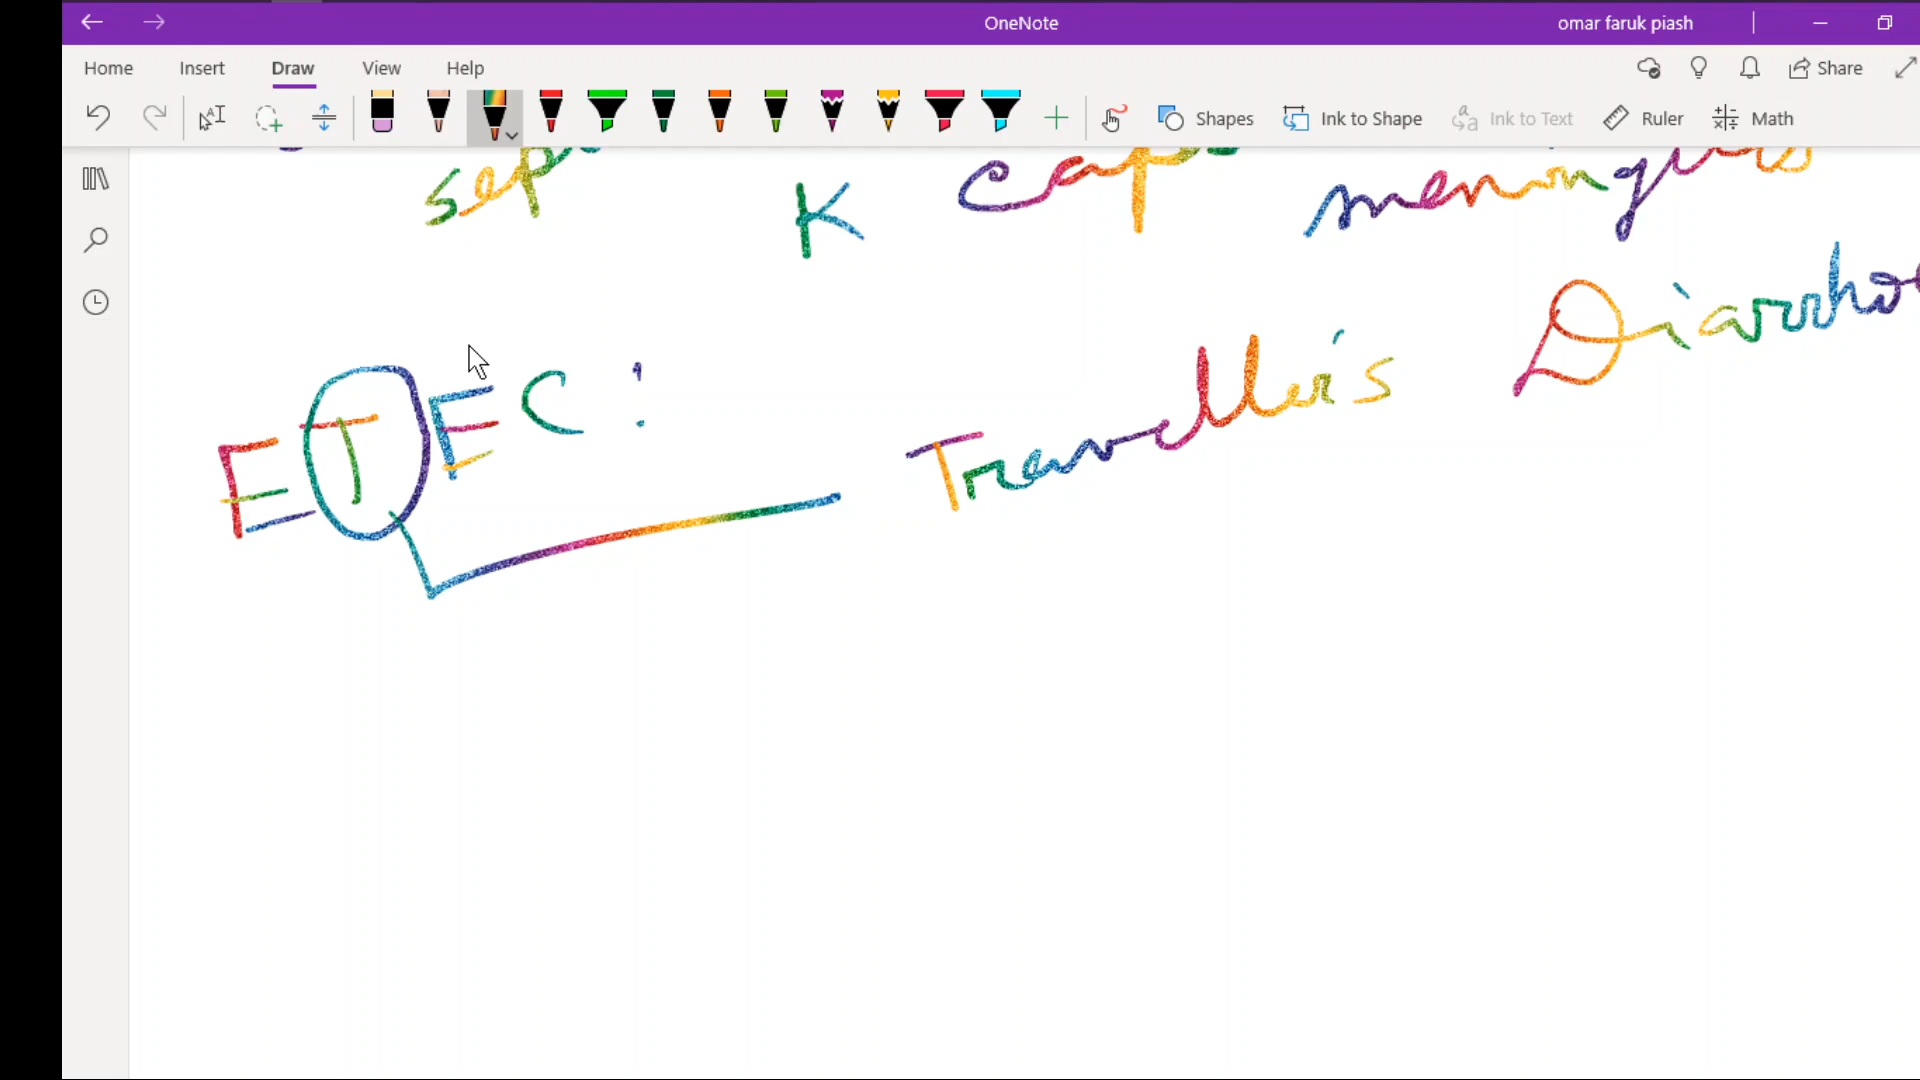 OneNote
omar faruk piash
Home Insert Draw View Help
Share
Shapes Ink to Shape Ink to Text Ruler Math
K
ETEC : Traveller's